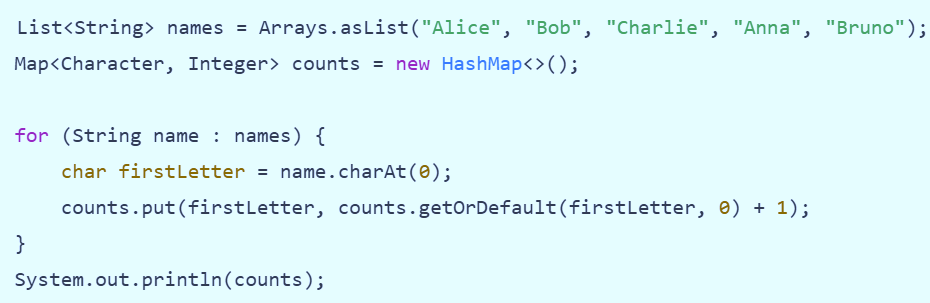 List<String> names = Arrays.asList("Alice", "Bob", "Charlie", "Anna", "Bruno");
Map<Character, Integer> counts = new HashMap<>();

for (String name : names) {
    char firstLetter = name.charAt(0);
    counts.put(firstLetter, counts.getOrDefault(firstLetter, 0) + 1);
}
System.out.println(counts);